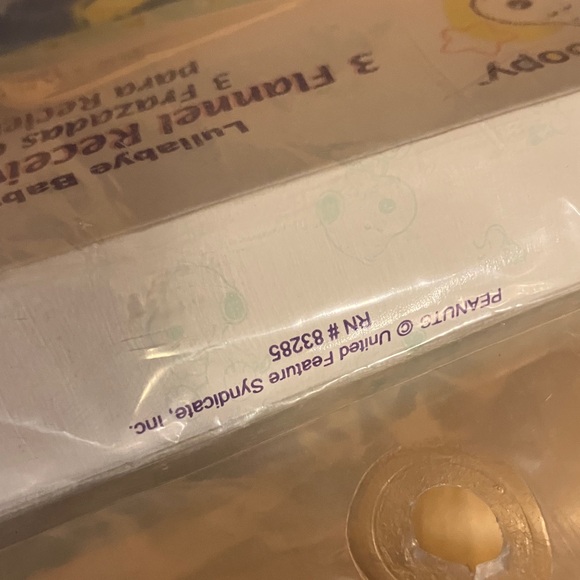 Lullabye
3 Flannel
3 Frazadas
para
PEANUTS © United Feature Syndicate, Inc.
RN # 83285